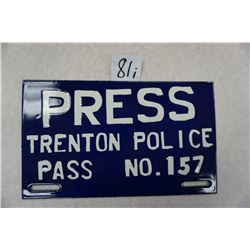 81i
PRESS
TRENTON POLICE
PASS NO.157